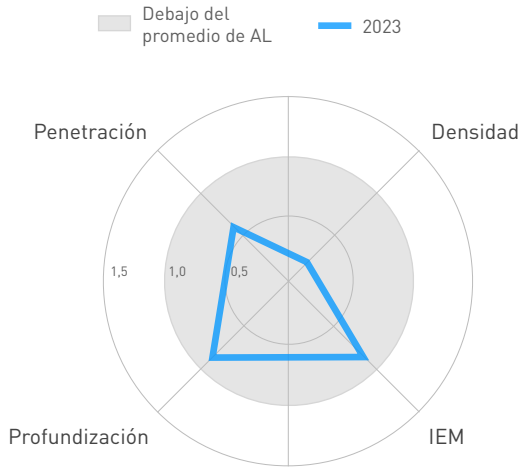 Debajo del
promedio de AL
2023
Penetración
Densidad
1,5
1,0
0,5
Profundización
IEM